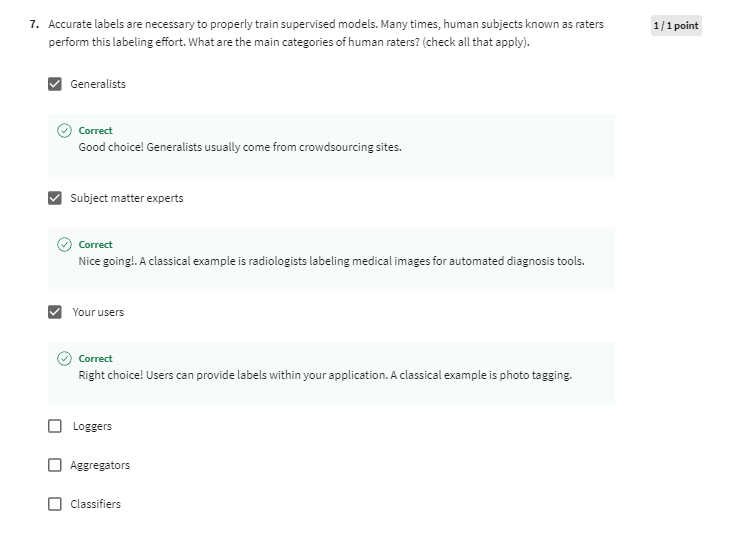 7. Accurate labels are necessary to properly train supervised models. Many times, human subjects known as raters
1 / 1 point
perform this labeling effort. What are the main categories of human raters? (check all that apply).
Generalists
Correct
Good choice! Generalists usually come from crowdsourcing sites.
Subject matter experts
Correct
Nice going!. A classical example is radiologists labeling medical images for automated diagnosis tools.
Your users
Correct
Right choice! Users can provide labels within your application. A classical example is photo tagging.
Loggers
Aggregators
Classifiers